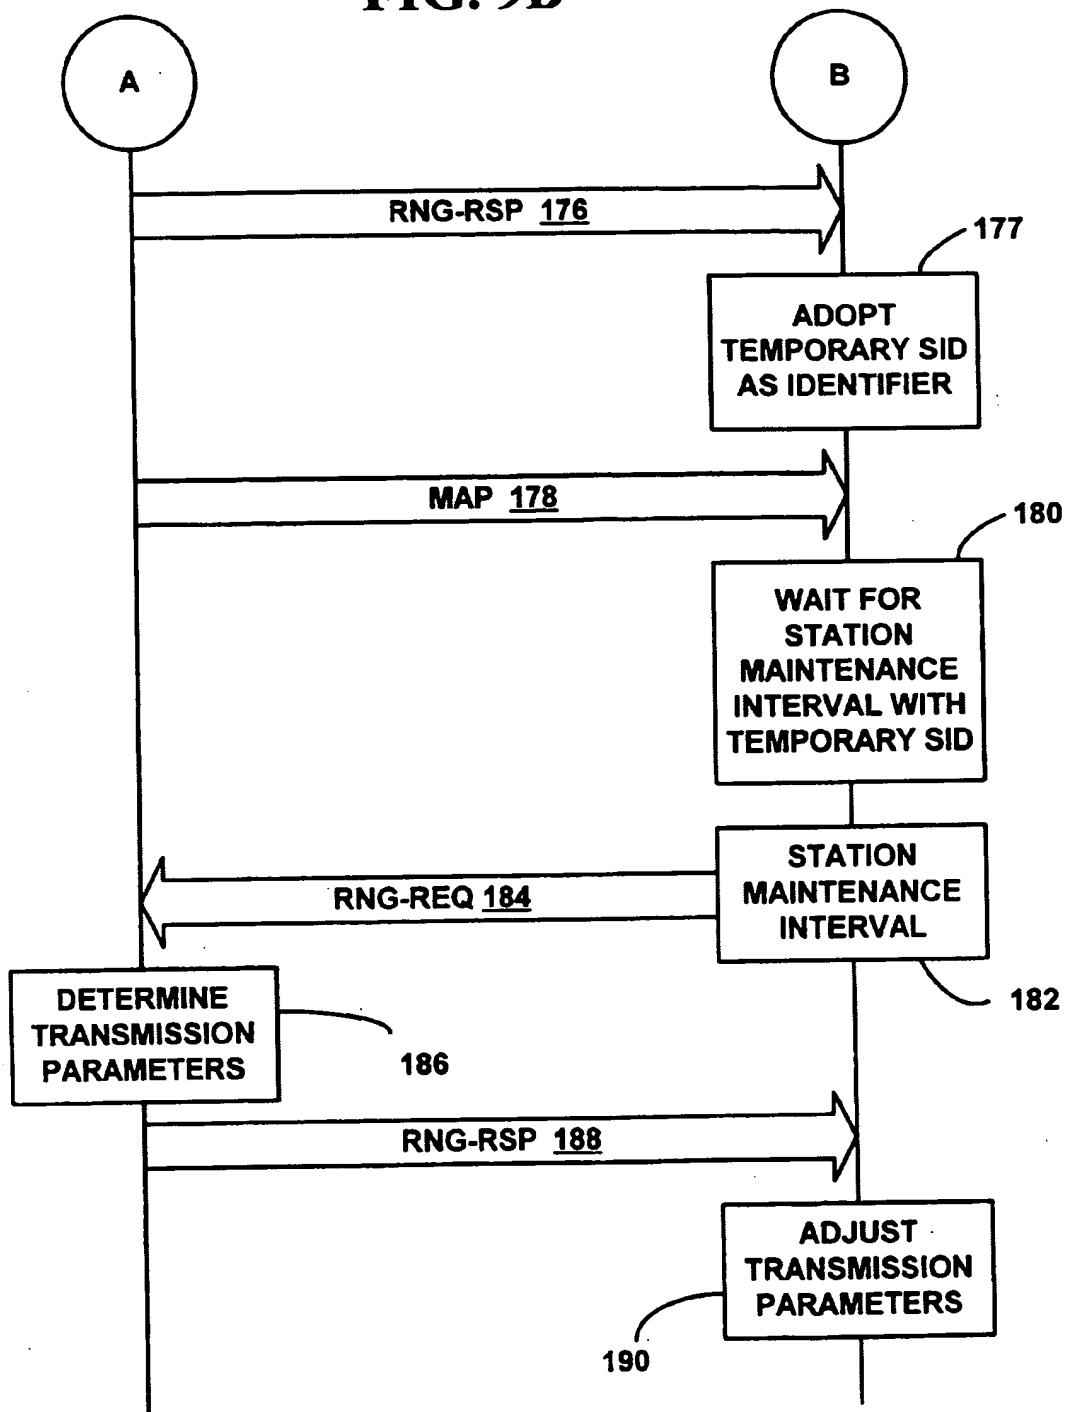 FIG. 9B
A
B
RNG-RSP 176
177
ADOPT
TEMPORARY SID
AS IDENTIFIER
MAP 178
180
WAIT FOR
STATION
MAINTENANCE
INTERVAL WITH
TEMPORARY SID
STATION
MAINTENANCE
INTERVAL
RNG-REQ 184
182
DETERMINE
TRANSMISSION
PARAMETERS
186
RNG-RSP 188
ADJUST
TRANSMISSION
PARAMETERS
190